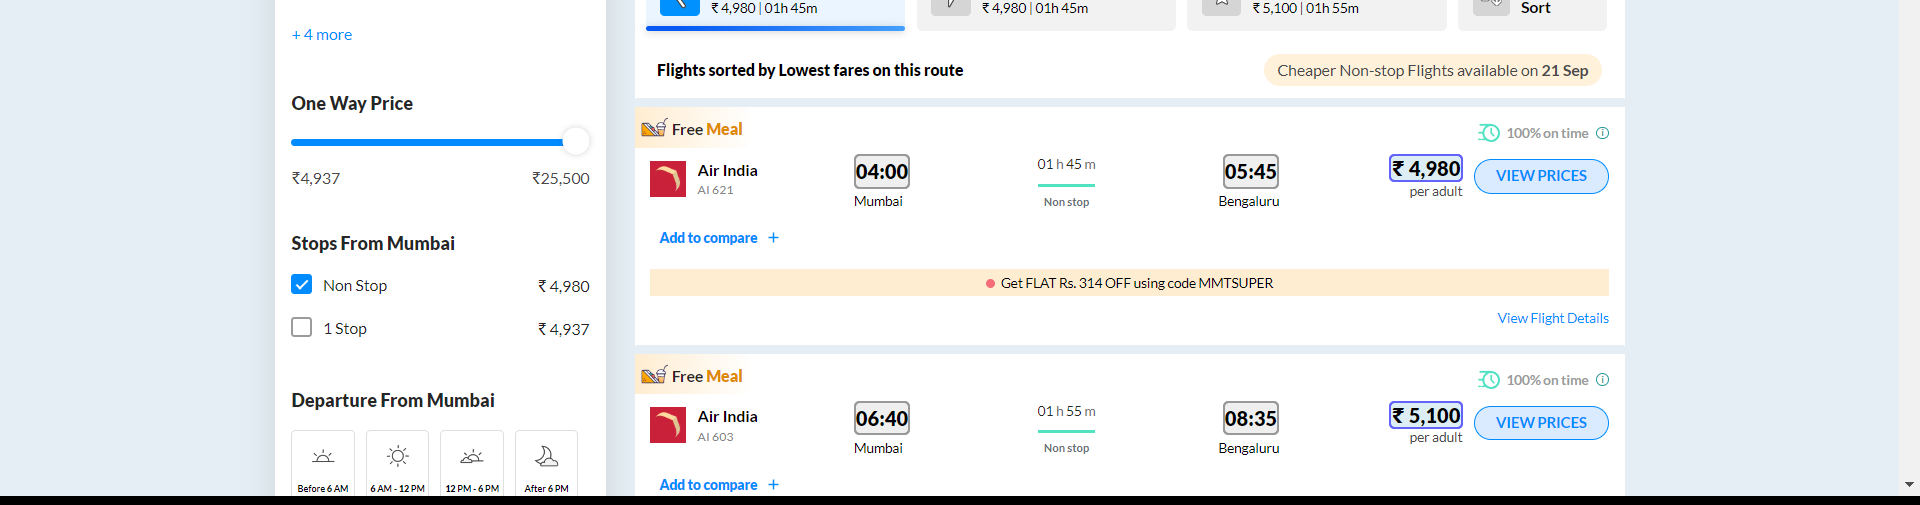 + 4 more
One Way Price
₹4,937 ₹25,500
Stops From Mumbai
Non Stop ₹ 4,980
1 Stop ₹ 4,937
Departure From Mumbai
Before 6 AM 6 AM - 12 PM 12 PM - 6 PM After 6 PM
₹ 4,980 | 01h 45m ₹ 4,980 | 01h 45m ₹ 5,100 | 01h 55m Sort
Flights sorted by Lowest fares on this route Cheaper Non-stop Flights available on 21 Sep
Free Meal
100% on time
Air India 04:00 01 h 45 m 05:45 ₹ 4,980 VIEW PRICES
AI 621 Mumbai Non stop Bengaluru per adult
Add to compare +
Get FLAT Rs. 314 OFF using code MMTSUPER
View Flight Details
Free Meal
100% on time
Air India 06:40 01 h 55 m 08:35 ₹ 5,100 VIEW PRICES
AI 603 Mumbai Non stop Bengaluru per adult
Add to compare +